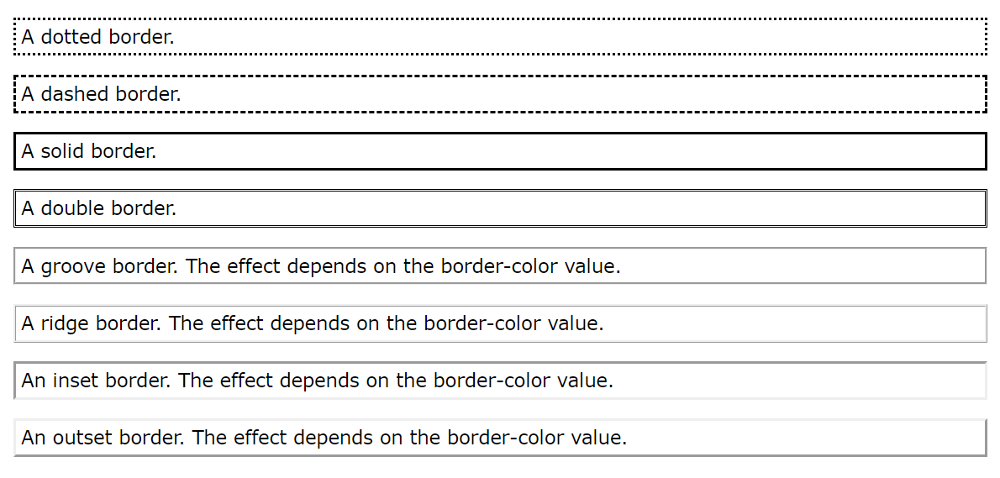 A dotted border.
A dashed border.
A solid border.
A double border.
A groove border. The effect depends on the border-color value.
A ridge border. The effect depends on the border-color value.
An inset border. The effect depends on the border-color value.
An outset border. The effect depends on the border-color value.